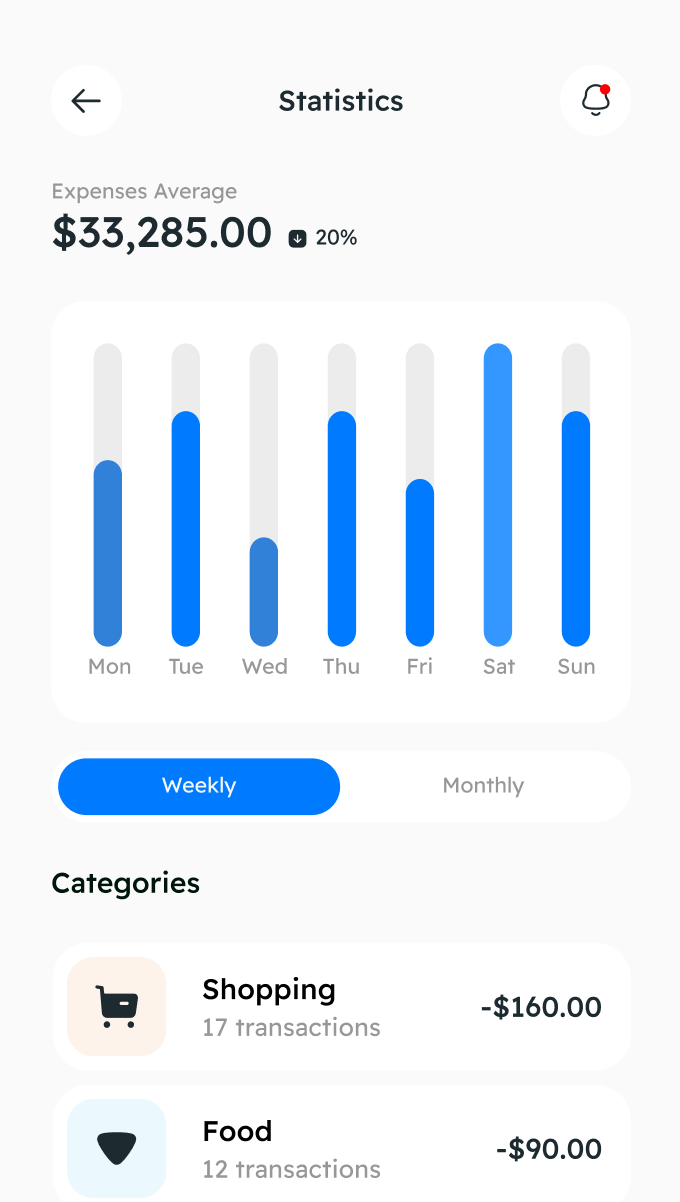 Statistics
Expenses Average
$33,285.00 20%
Mon Tue Wed Thu Fri Sat Sun
Weekly Monthly
Categories
Shopping
17 transactions
-$160.00
Food
12 transactions
-$90.00